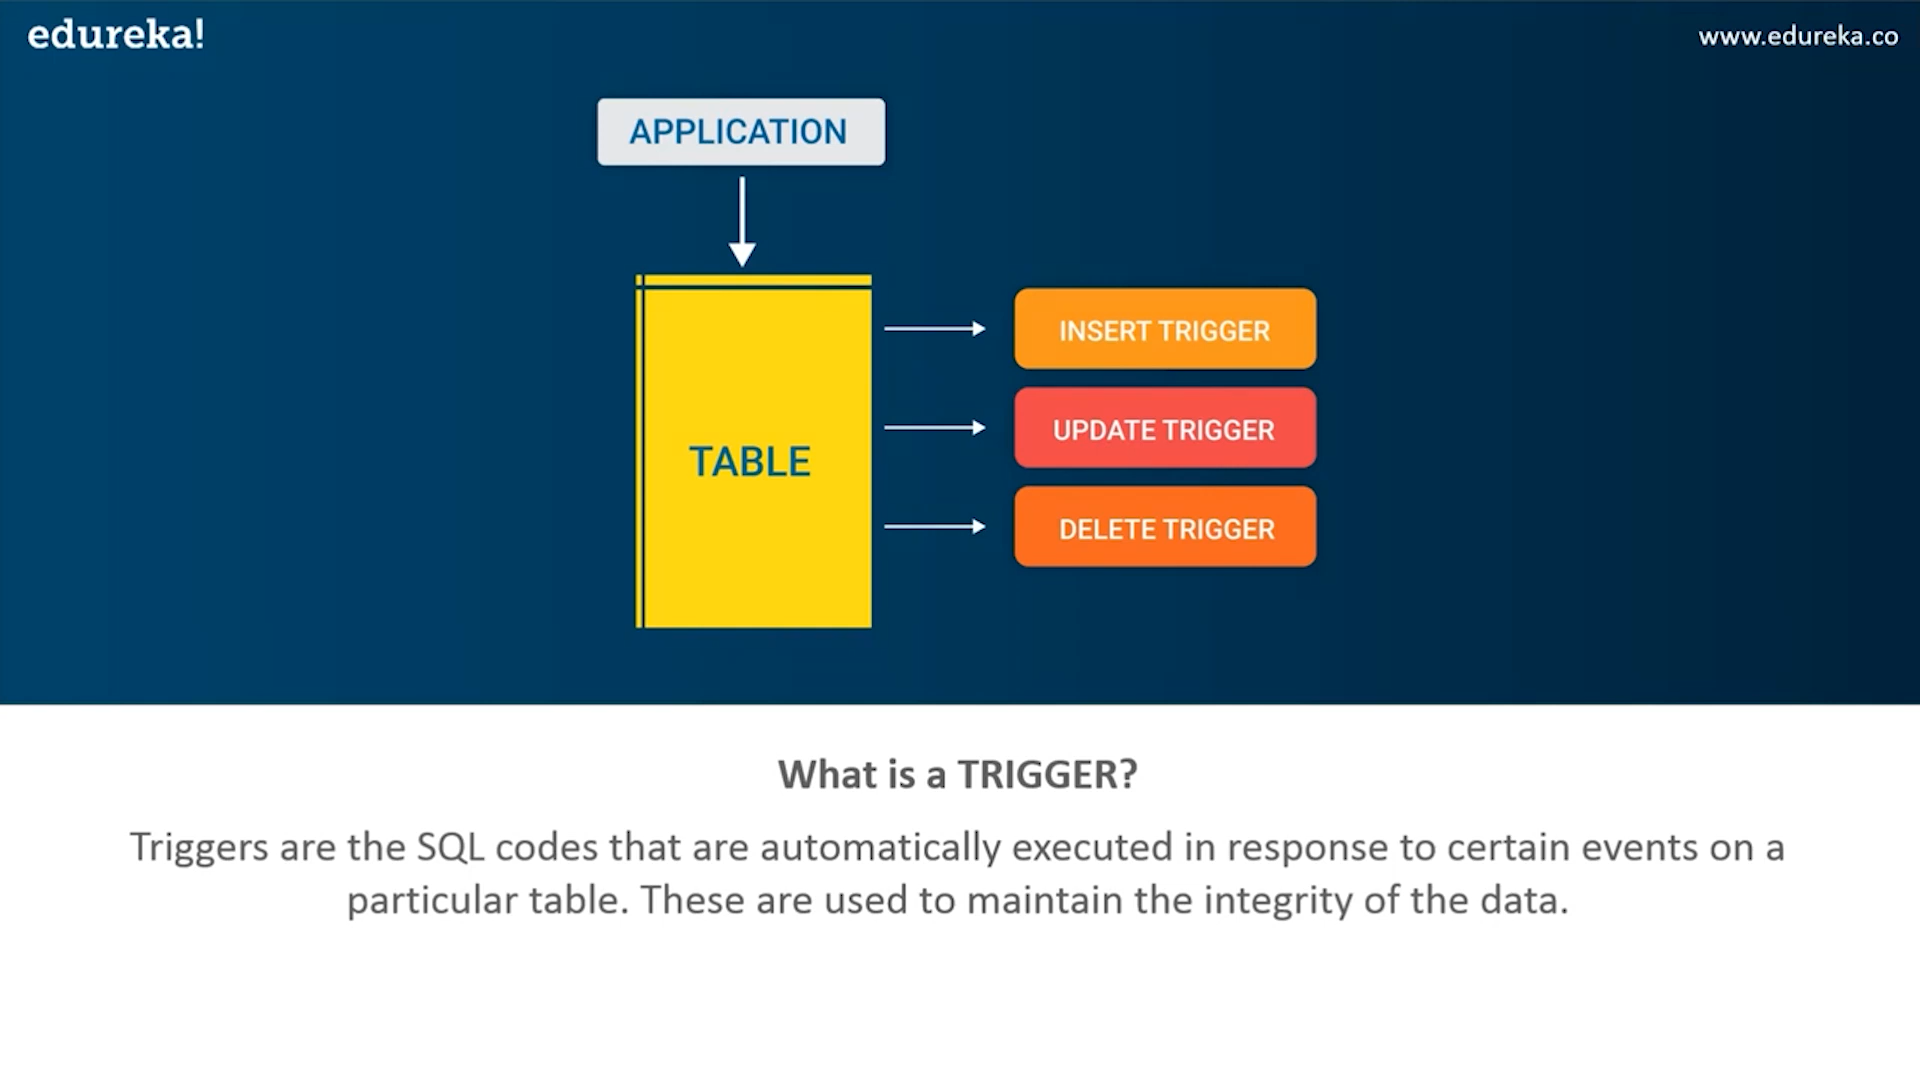 edureka!
www.edureka.co
APPLICATION
TABLE
INSERT TRIGGER
UPDATE TRIGGER
DELETE TRIGGER
What is a TRIGGER?
Triggers are the SQL codes that are automatically executed in response to certain events on a
particular table. These are used to maintain the integrity of the data.